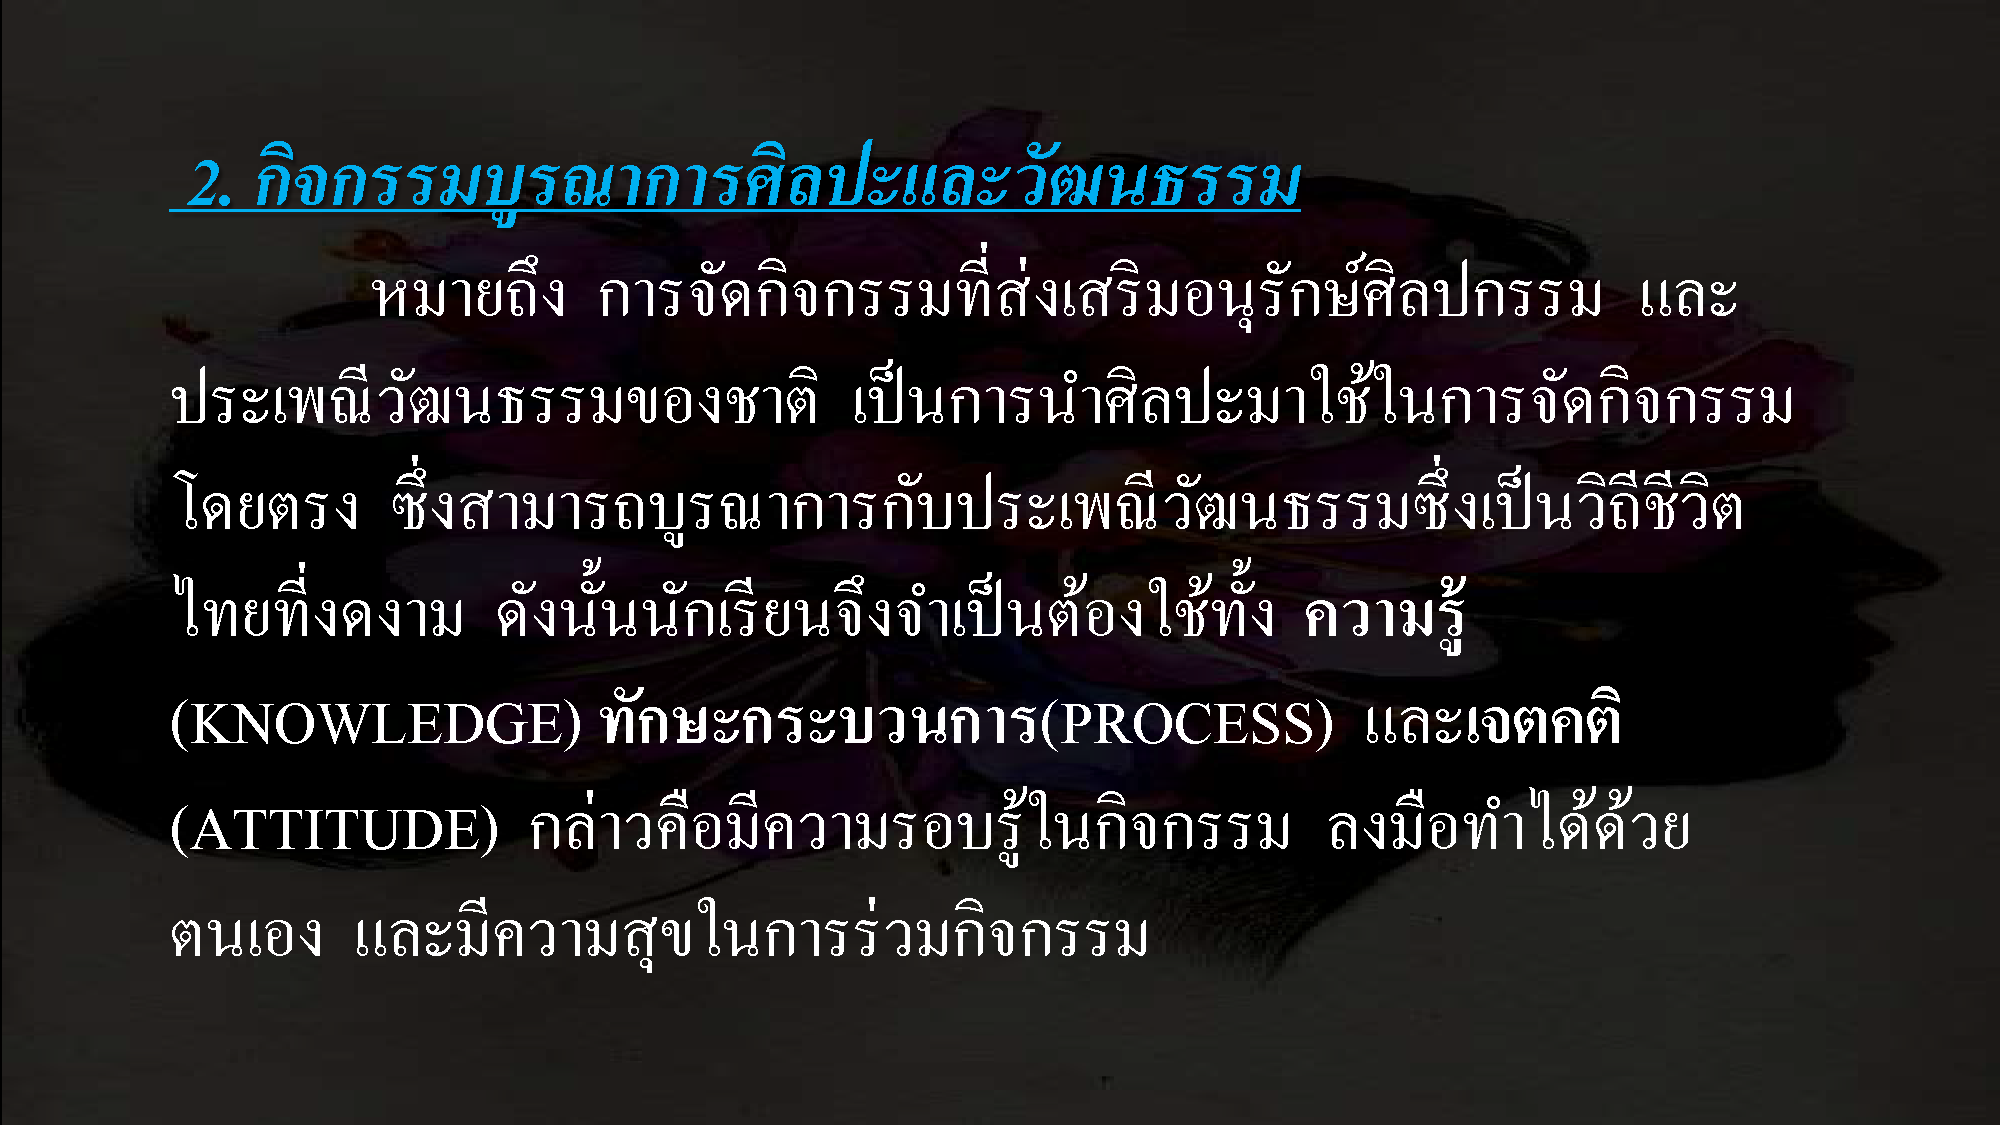 2. กิจกรรมบูรณาการศิลปะและวัฒนธรรม
หมายถึง การจัดกิจกรรมที่ส่งเสริมอนุรักษ์ศิลปกรรม และ
ประเพณีวัฒนธรรมของชาติ เป็นการนำศิลปะมาใช้ในการจัดกิจกรรม
โดยตรง ซึ่งสามารถบูรณาการกับประเพณีวัฒนธรรมซึ่งเป็นวิถีชีวิต
ไทยที่งดงาม ดังนั้นนักเรียนจึงจำเป็นต้องใช้ทั้ง ความรู้
(KNOWLEDGE) ทักษะกระบวนการ(PROCESS) และเจตคติ
(ATTITUDE) กล่าวคือมีความรอบรู้ในกิจกรรม ลงมือทำได้ด้วย
ตนเอง และมีความสุขในการร่วมกิจกรรม